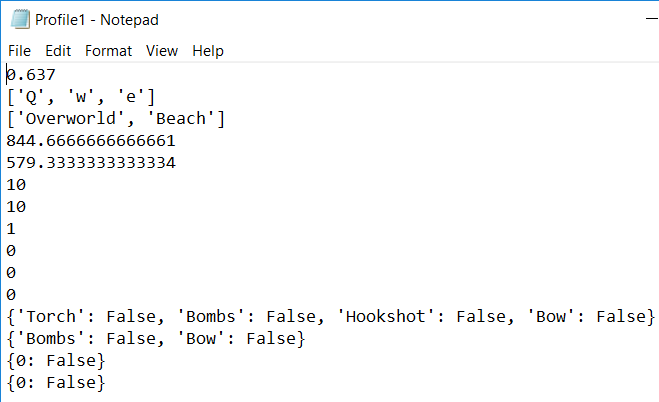 Profile1 - Notepad
File Edit Format View Help
0.637
['Q', 'w', 'e']
['Overworld', 'Beach']
844.6666666666661
579.3333333333334
10
10
1
0
0
0
{'Torch': False, 'Bombs': False, 'Hookshot': False, 'Bow': False}
{'Bombs': False, 'Bow': False}
{0: False}
{0: False}